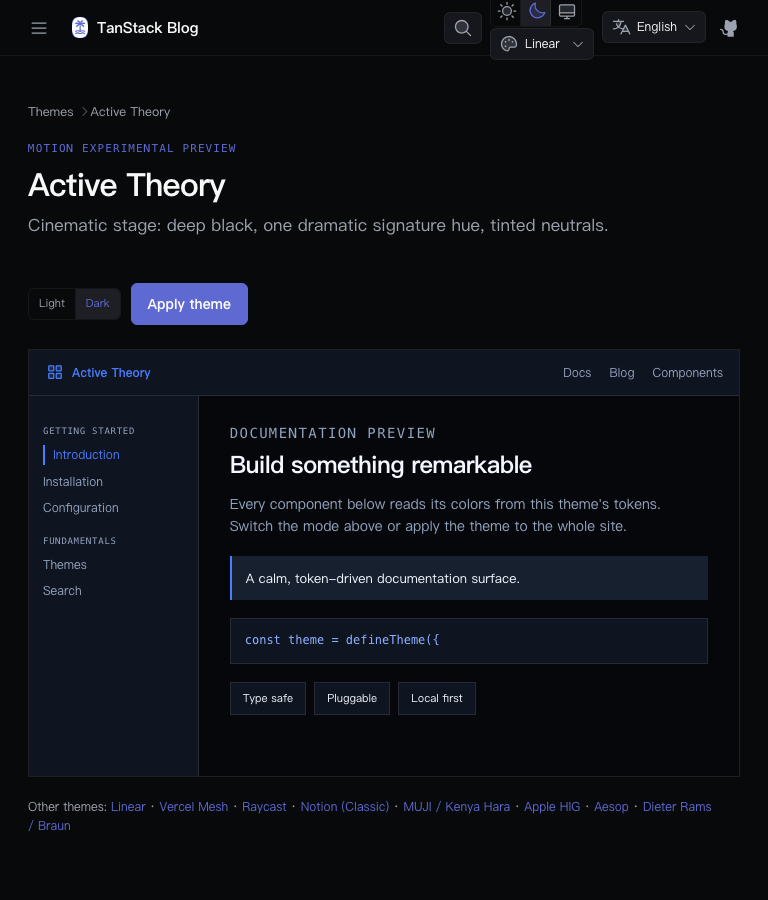 TanStack Blog
Linear
English
Themes
Active Theory
MOTION EXPERIMENTAL PREVIEW
Active Theory
Cinematic stage: deep black, one dramatic signature hue, tinted neutrals.
Light
Dark
Apply theme
Active Theory
Docs
Blog
Components
GETTING STARTED
Introduction
Installation
Configuration
FUNDAMENTALS
Themes
Search
DOCUMENTATION PREVIEW
Build something remarkable
Every component below reads its colors from this theme's tokens.
Switch the mode above or apply the theme to the whole site.
A calm, token-driven documentation surface.
const theme = defineTheme({
Type safe
Pluggable
Local first
Other themes: Linear · Vercel Mesh · Raycast · Notion (Classic) · MUJI / Kenya Hara · Apple HIG · Aesop · Dieter Rams
/ Braun